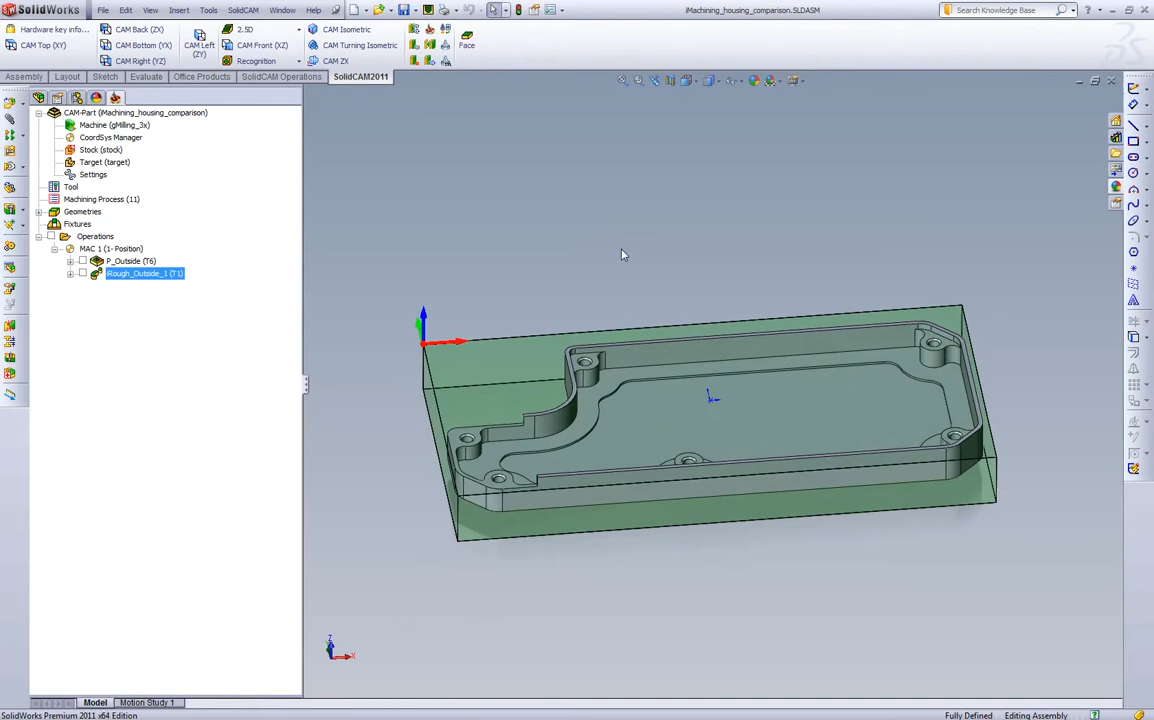 SolidWorks File Edit View Insert Tools SolidCAM Window Help iMachining_housing_comparison.SLDASM Search Knowledge Base
Hardware key info... CAM Back (ZX) 2.5D CAM Isometric
CAM Top (XY) CAM Bottom (YX) CAM Left (ZY) CAM Front (XZ) CAM Turning Isometric Face
CAM Right (YZ) Recognition CAM ZX
Assembly Layout Sketch Evaluate Office Products SolidCAM Operations SolidCAM2011
CAM-Part (iMachining_housing_comparison)
Machine (gMilling_3x)
CoordSys Manager
Stock (stock)
Target (target)
Settings
Tool
Machining Process (11)
Geometries
Fixtures
Operations
MAC 1 (1- Position)
P_Outside (T6)
iRough_Outside_1 (T1)
Z
X
Model Motion Study 1
SolidWorks Premium 2011 x64 Edition Fully Defined Editing Assembly